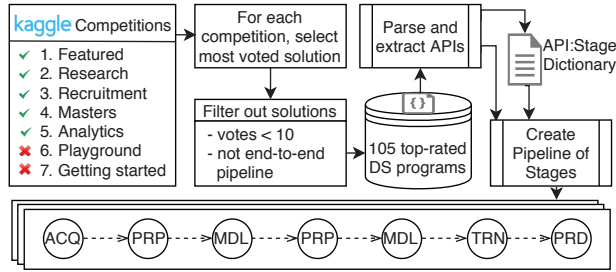 kaggle Competitions
1. Featured
2. Research
3. Recruitment
4. Masters
5. Analytics
6. Playground
7. Getting started
For each
competition, select
most voted solution
Filter out solutions
- votes < 10
- not end-to-end
pipeline
{}
105 top-rated
DS programs
Parse and
extract APIs
API:Stage
Dictionary
Create
Pipeline of
Stages
ACQ PRP MDL PRP MDL TRN PRD